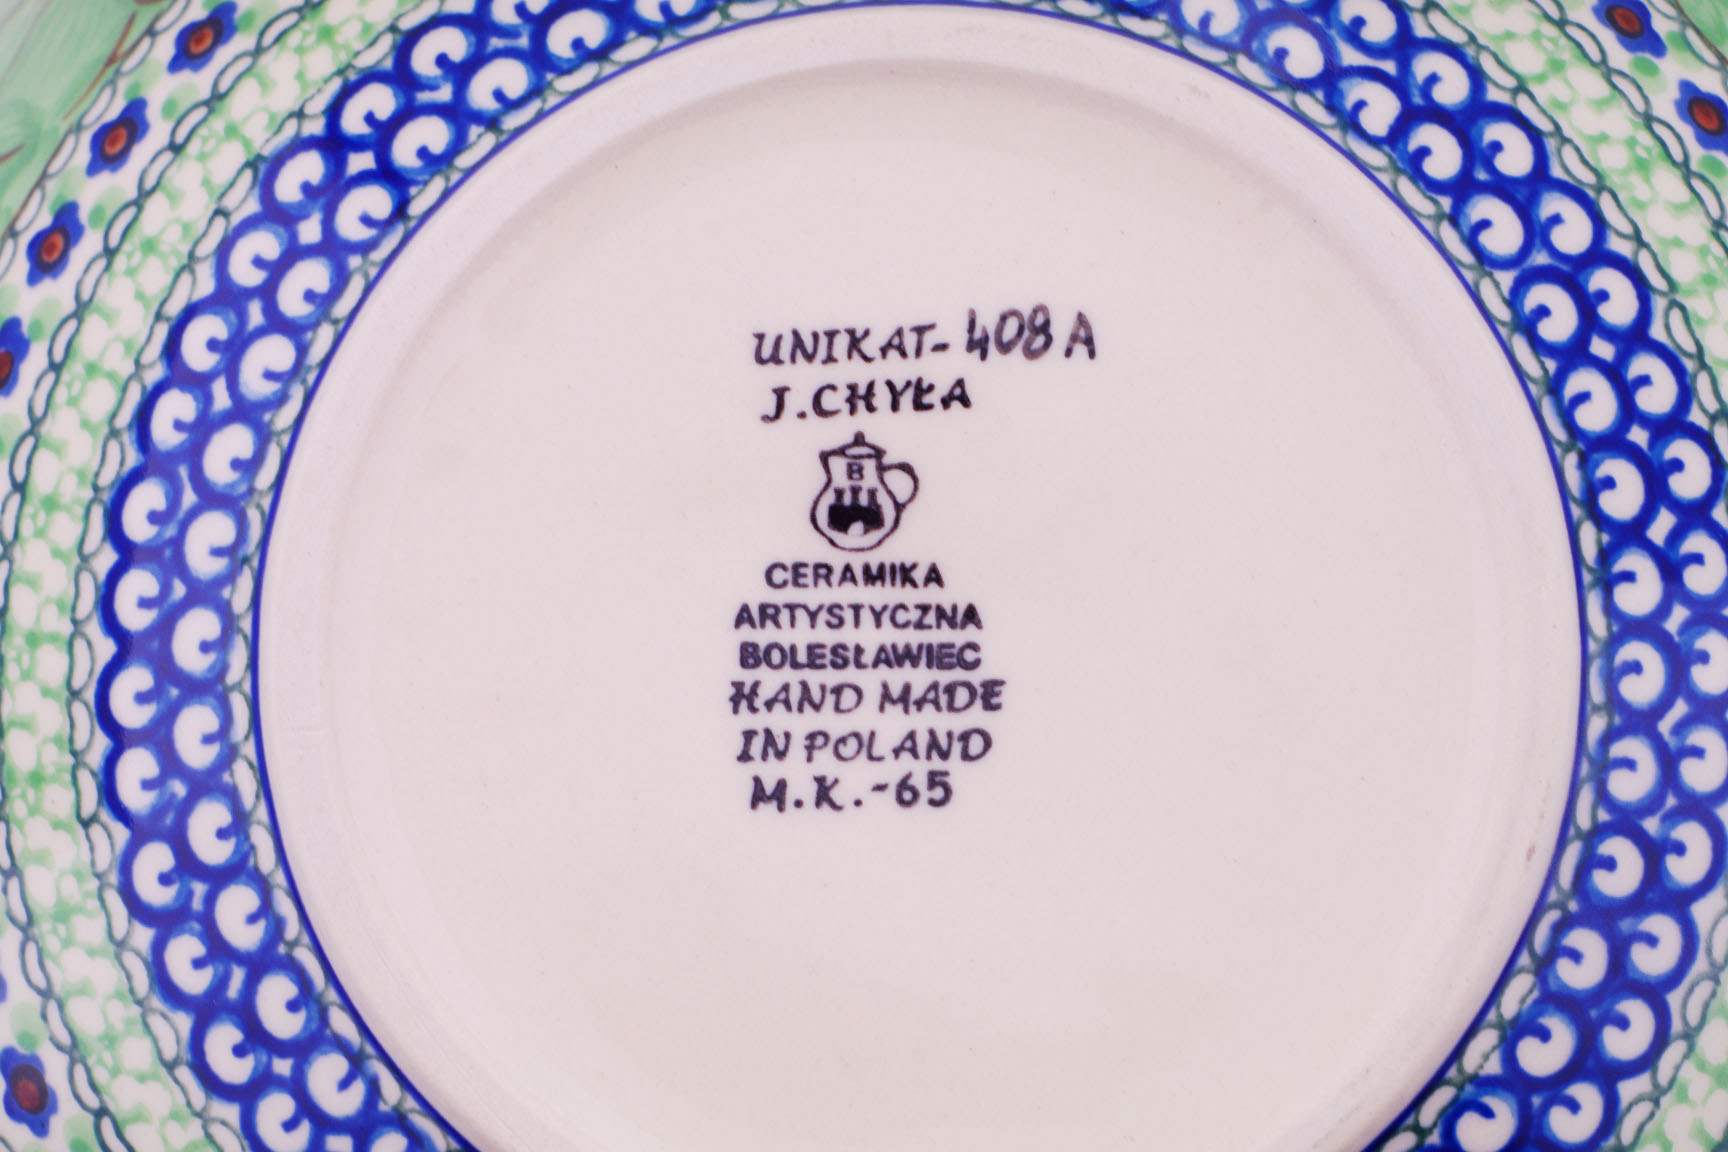 UNIKAT-408A
J.CHYŁA
B
CERAMIKA
ARTYSTYCZNA
BOLESŁAWIEC
HAND MADE
IN POLAND
M.K.-65